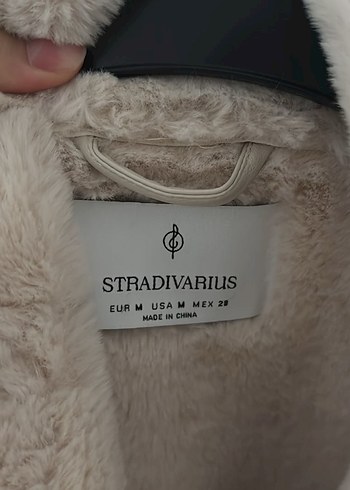 STRADIVARIUS
EUR M USA M MEX 28
MADE IN CHINA